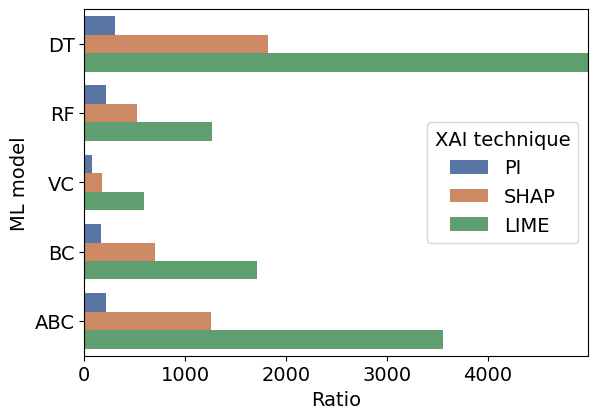 DT
RF
VC
BC
ABC
ML model
XAI technique
PI
SHAP
LIME
0 1000 2000 3000 4000
Ratio